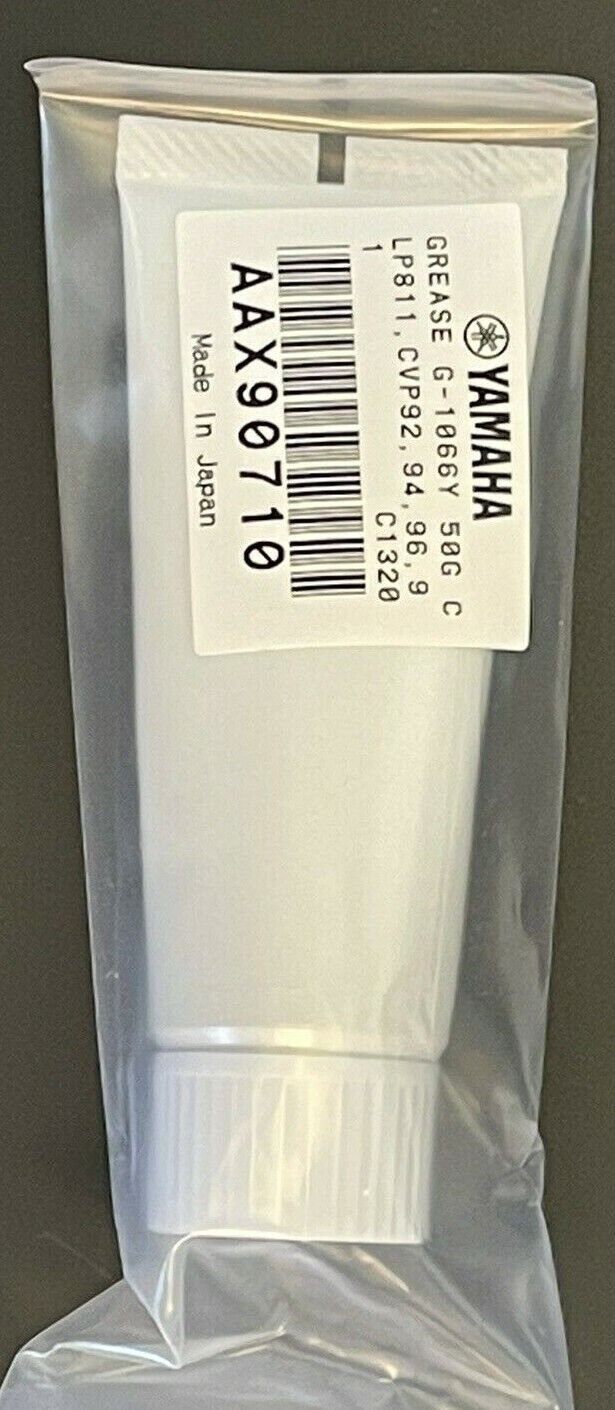 YAMAHA
GREASE G-1066Y 50G C
LP811,CVP92,94,96,9
1 C1320
AAX90710
Made In Japan